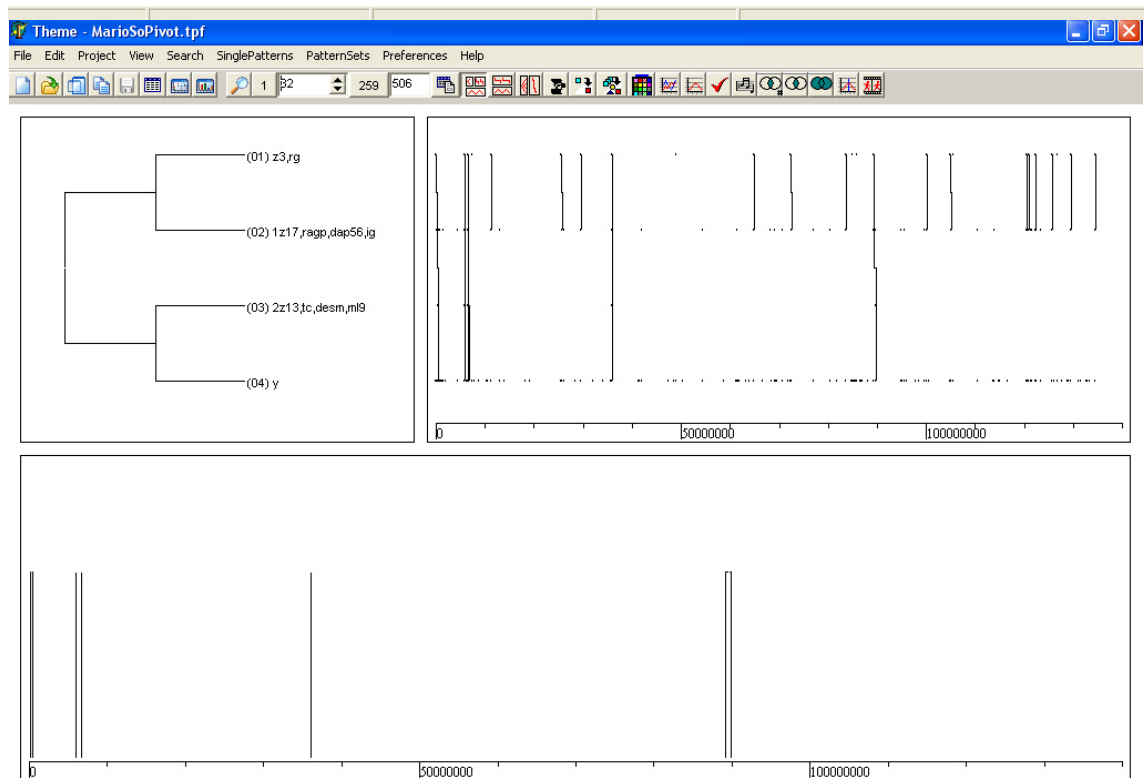 Theme - MarioSoPivot.tpf
File Edit Project View Search SinglePatterns PatternSets Preferences Help
1 32 259 506
(01) z3,rg
(02) 1z17,ragp,dap56,ig
(03) 2z13,tc,desm,ml9
(04) y
0 50000000 100000000
0 50000000 100000000